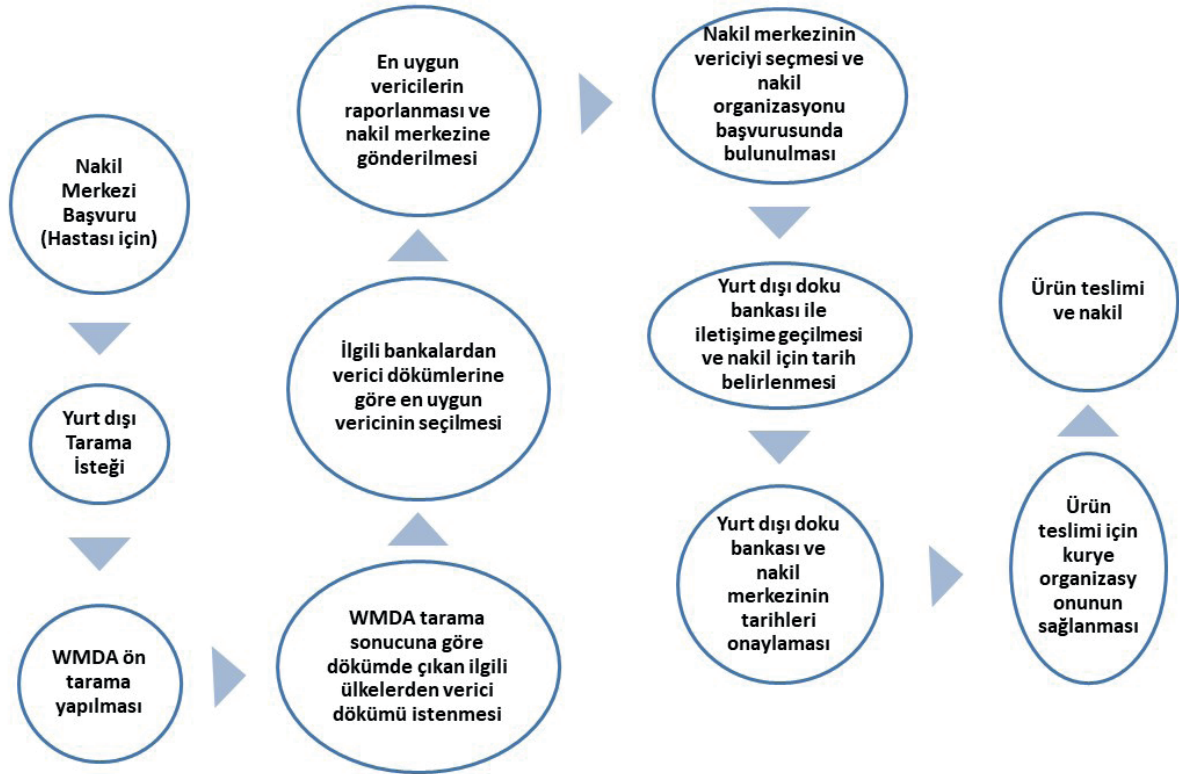 Nakil
Merkezi
Başvuru
(Hastası için)
Yurt dışı
Tarama
İsteği
WMDA ön
tarama
yapılması
WMDA tarama
sonucuna göre
dökümde çıkan ilgili
ülkelerden verici
dökümü istenmesi
İlgili bankalardan
verici dökümlerine
göre en uygun
vericinin seçilmesi
En uygun
vericilerin
raporlanması ve
nakil merkezine
gönderilmesi
Nakil merkezinin
vericiyi seçmesi ve
nakil
organizasyonu
başvurusunda
bulunulması
Yurt dışı doku
bankası ile
iletişime geçilmesi
ve nakil için tarih
belirlenmesi
Yurt dışı doku
bankası ve
nakil
merkezinin
tarihleri
onaylaması
Ürün
teslimi için
kurye
organizasy
onunun
sağlanması
Ürün teslimi
ve nakil